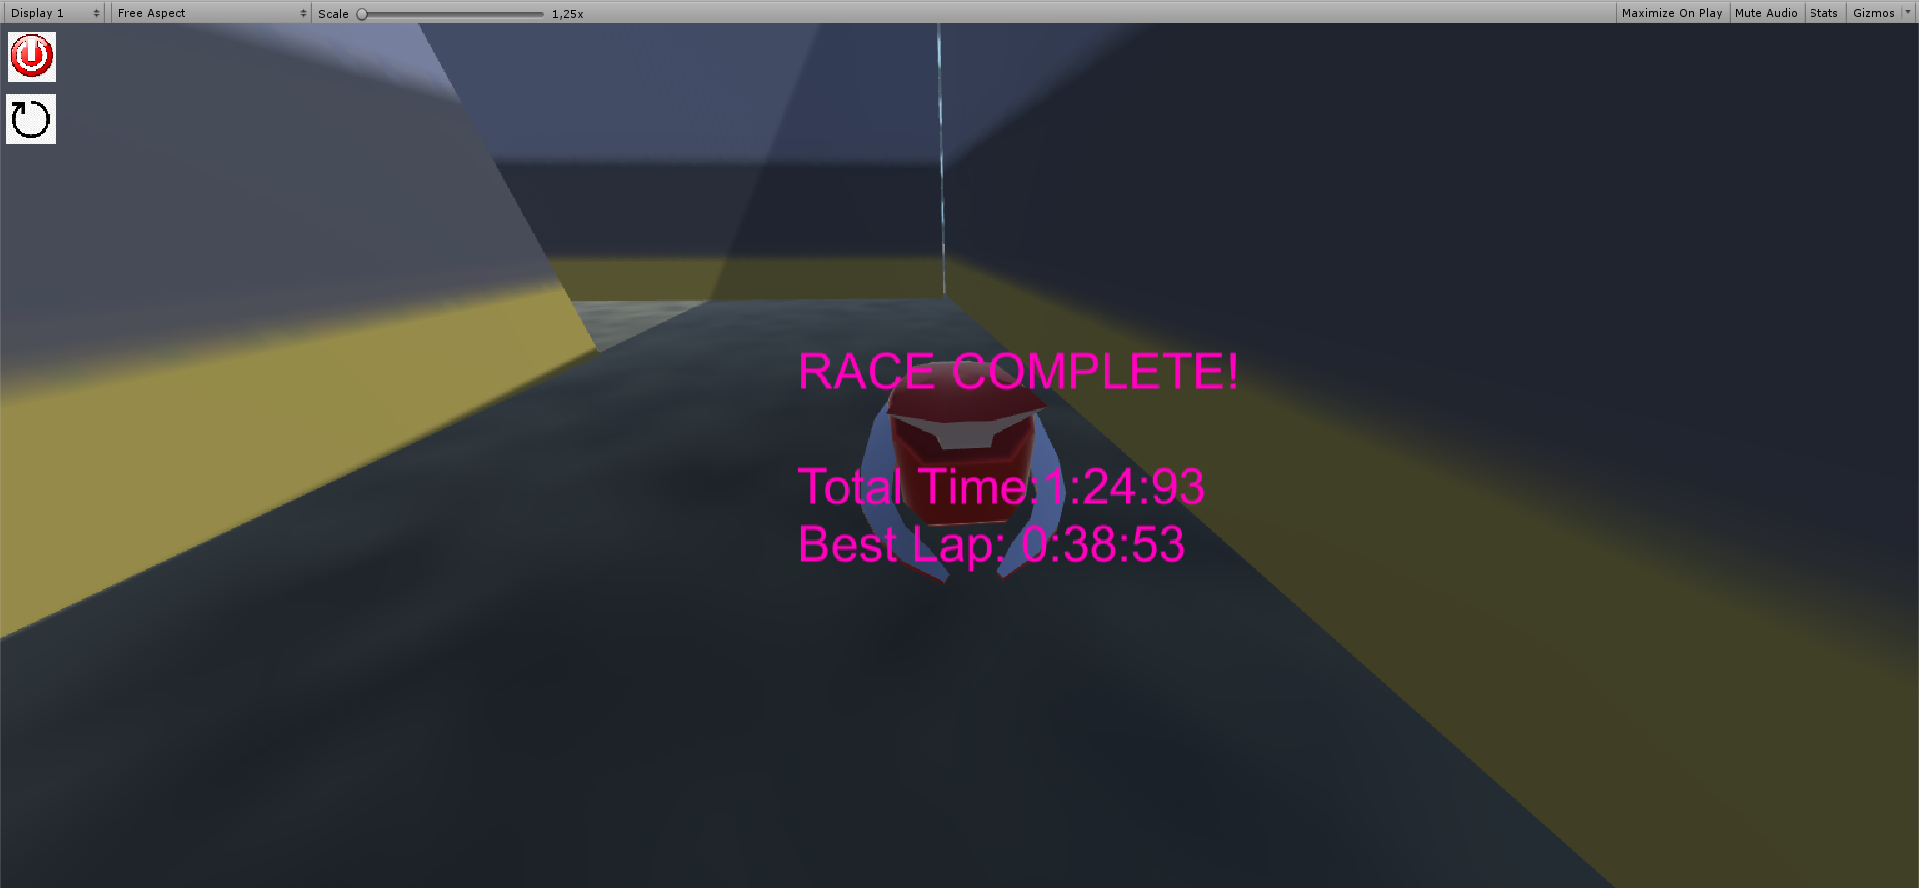 Display 1 Free Aspect Scale 1,25x Maximize On Play Mute Audio Stats Gizmos
RACE COMPLETE!
Total Time:1:24:93
Best Lap: 0:38:53